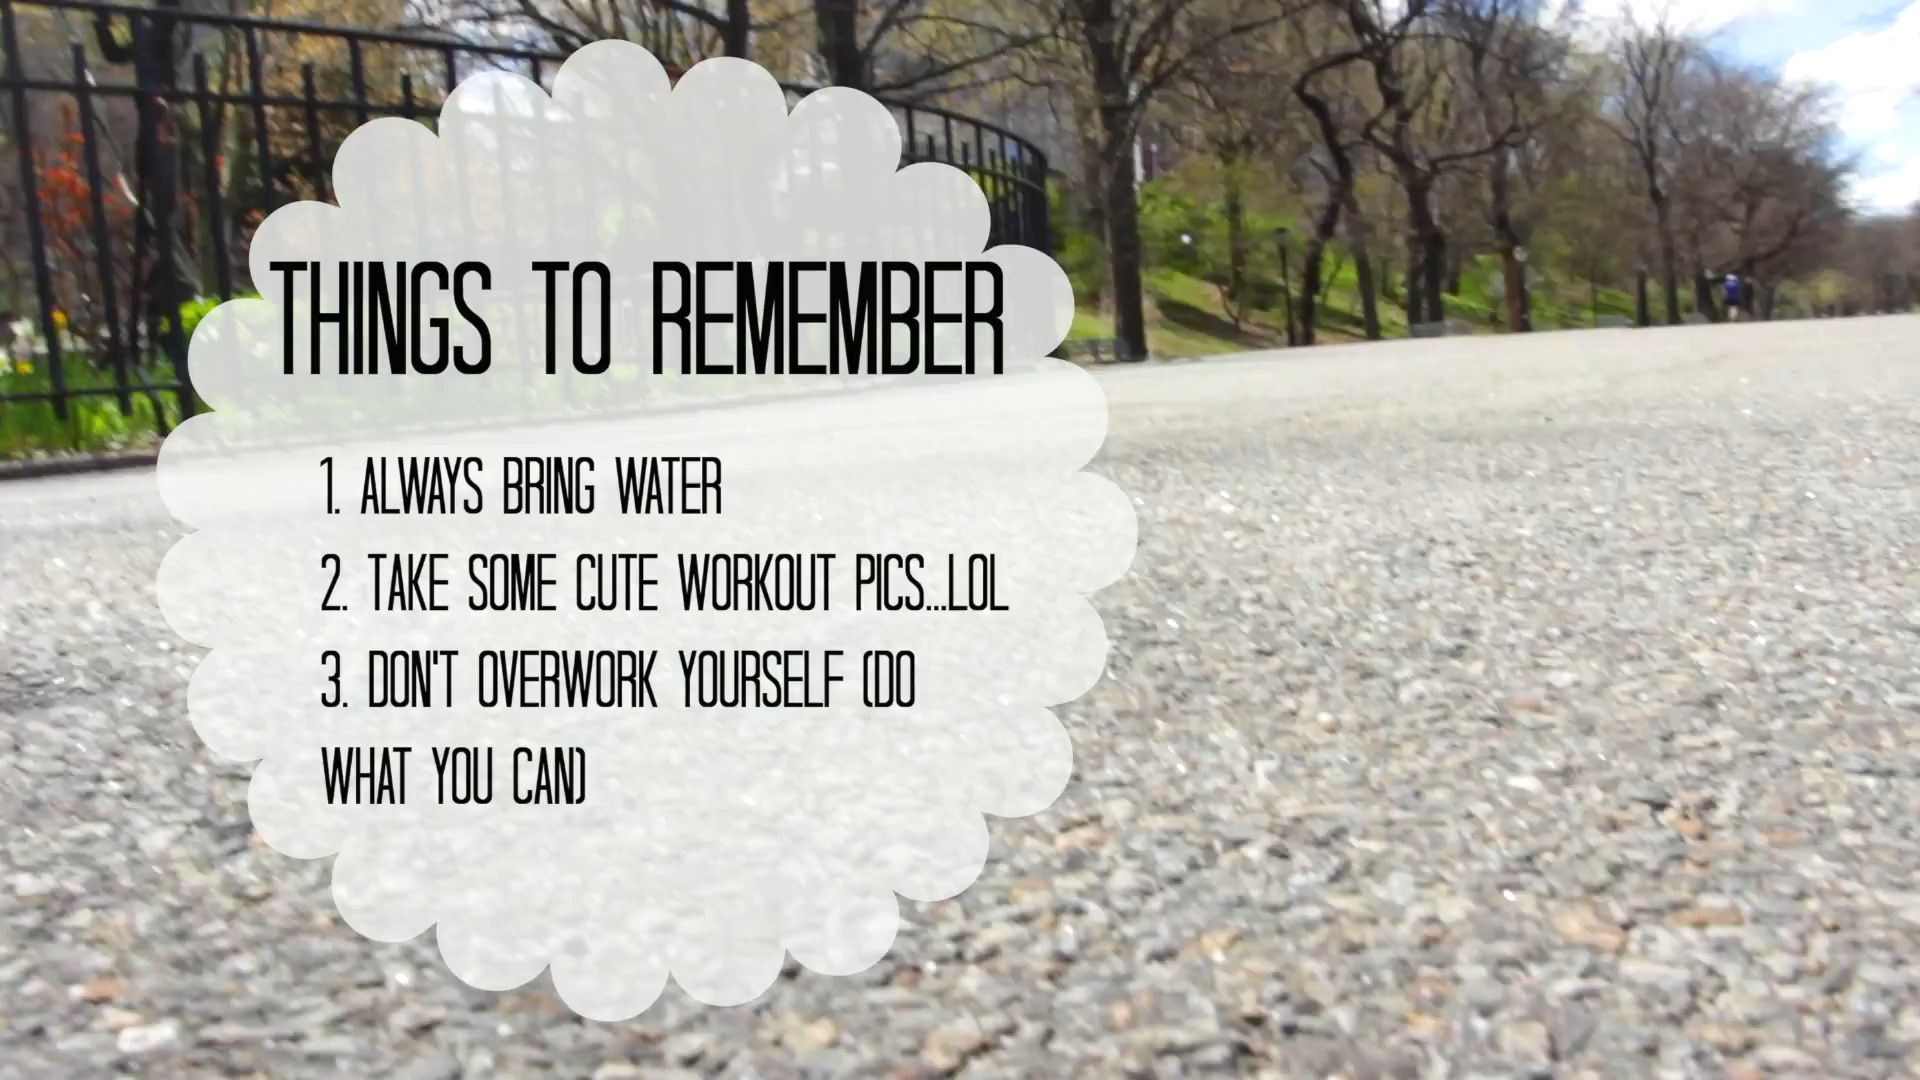 THINGS TO REMEMBER
1. ALWAYS BRING WATER
2. TAKE SOME CUTE WORKOUT PICS...LOL
3. DON'T OVERWORK YOURSELF (DO
WHAT YOU CAN)